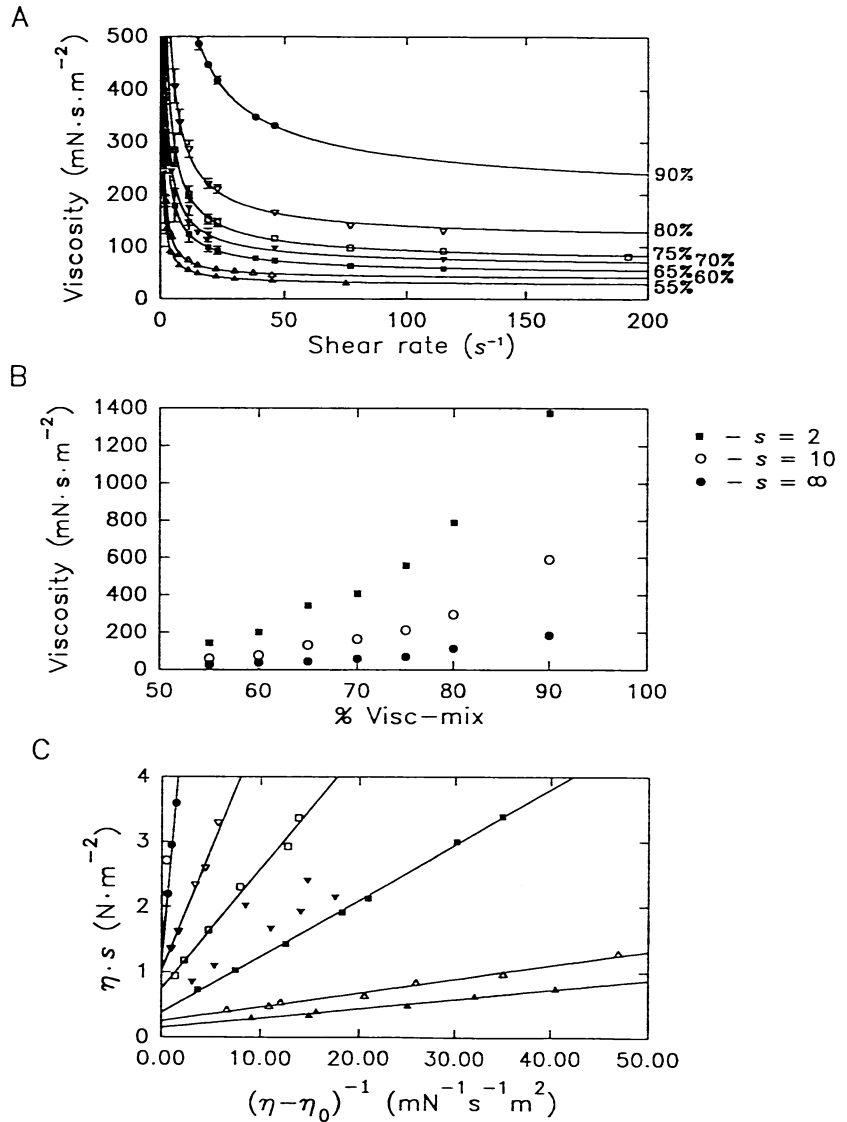 A
Viscosity (mN·s·m⁻²)
500
400
300
200
100
0
90%
80%
75% 70%
65% 60%
55%
0 50 100 150 200
Shear rate (s⁻¹)
B
Viscosity (mN·s·m⁻²)
1400
1200
1000
800
600
400
200
0
50 60 70 80 90 100
% Visc-mix
■ - s = 2
○ - s = 10
● - s = ∞
C
η·s (N·m⁻²)
4
3
2
1
0
0.00 10.00 20.00 30.00 40.00 50.00
(η-η₀)⁻¹ (mN⁻¹s⁻¹m²)